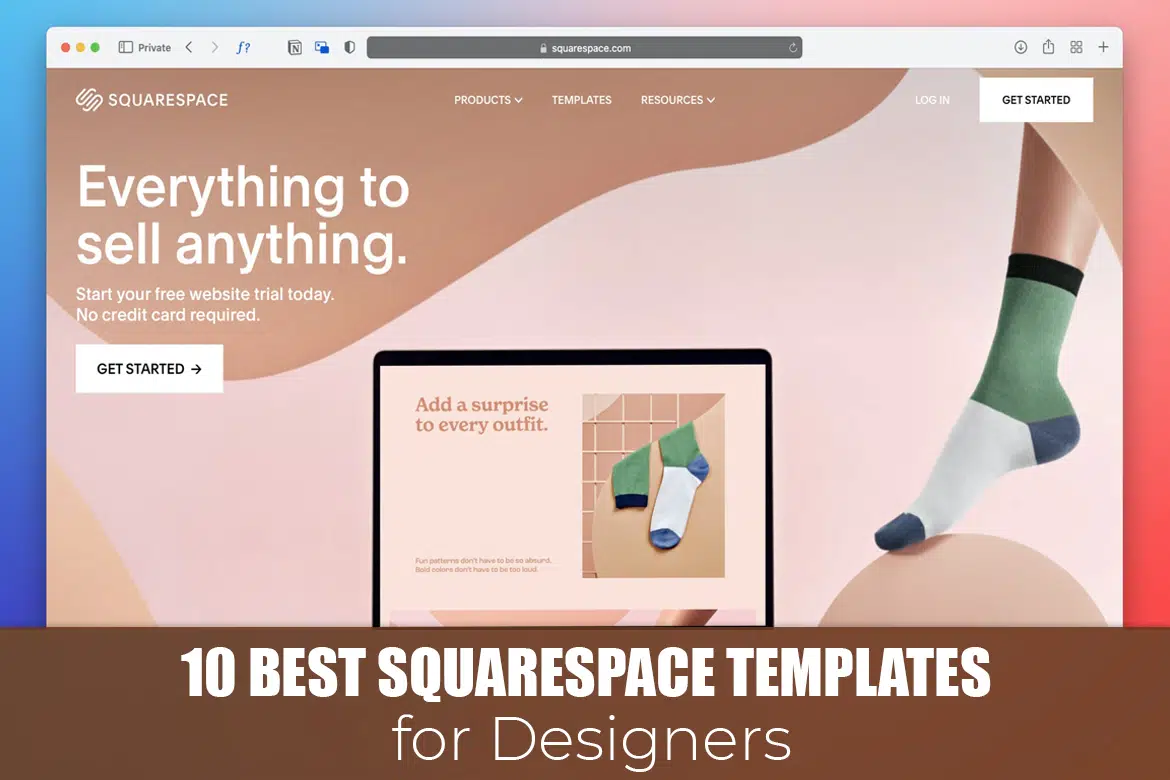 Private
squarespace.com
SQUARESPACE
PRODUCTS
TEMPLATES
RESOURCES
LOG IN
GET STARTED
Everything to
sell anything.
Start your free website trial today.
No credit card required.
GET STARTED →
Add a surprise
to every outfit.
Fun patterns don't have to be so absurd.
Bold colors don't have to be too loud.
10 BEST SQUARESPACE TEMPLATES
for Designers